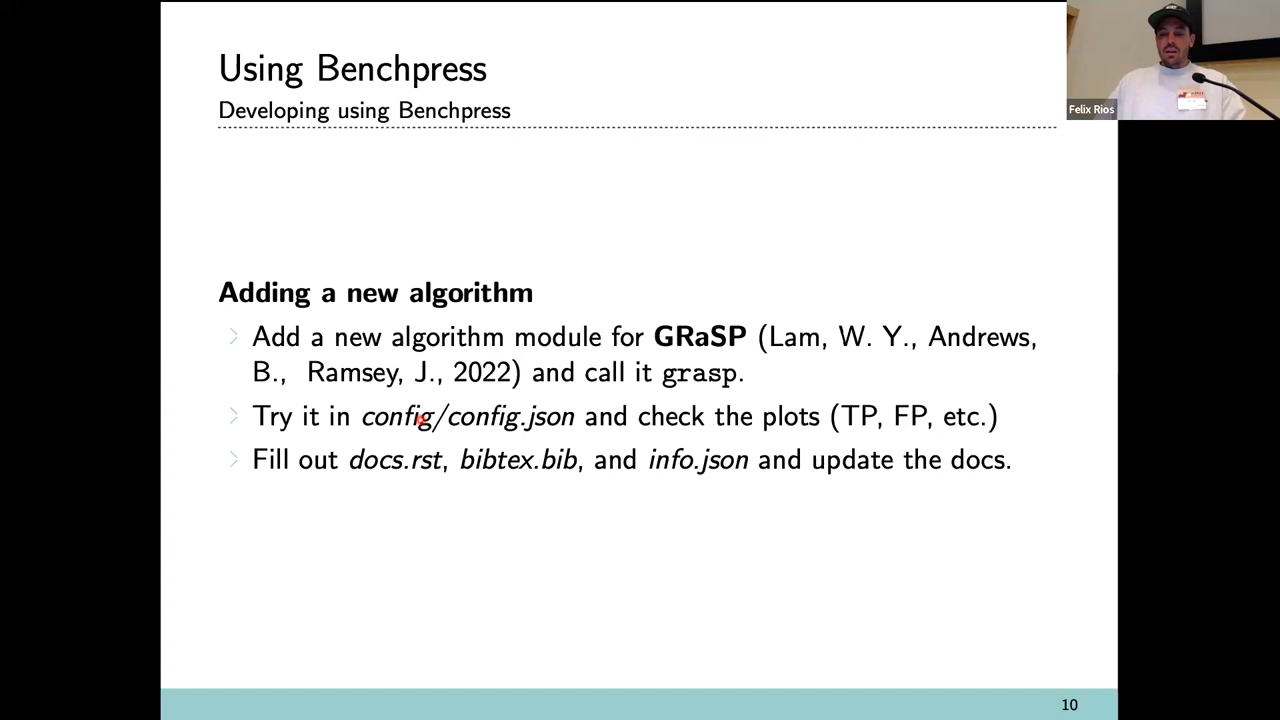 Using Benchpress
Developing using Benchpress
Felix Rios
Adding a new algorithm
Add a new algorithm module for GRaSP (Lam, W. Y., Andrews,
B., Ramsey, J., 2022) and call it grasp.
Try it in config/config.json and check the plots (TP, FP, etc.)
Fill out docs.rst, bibtex.bib, and info.json and update the docs.
10